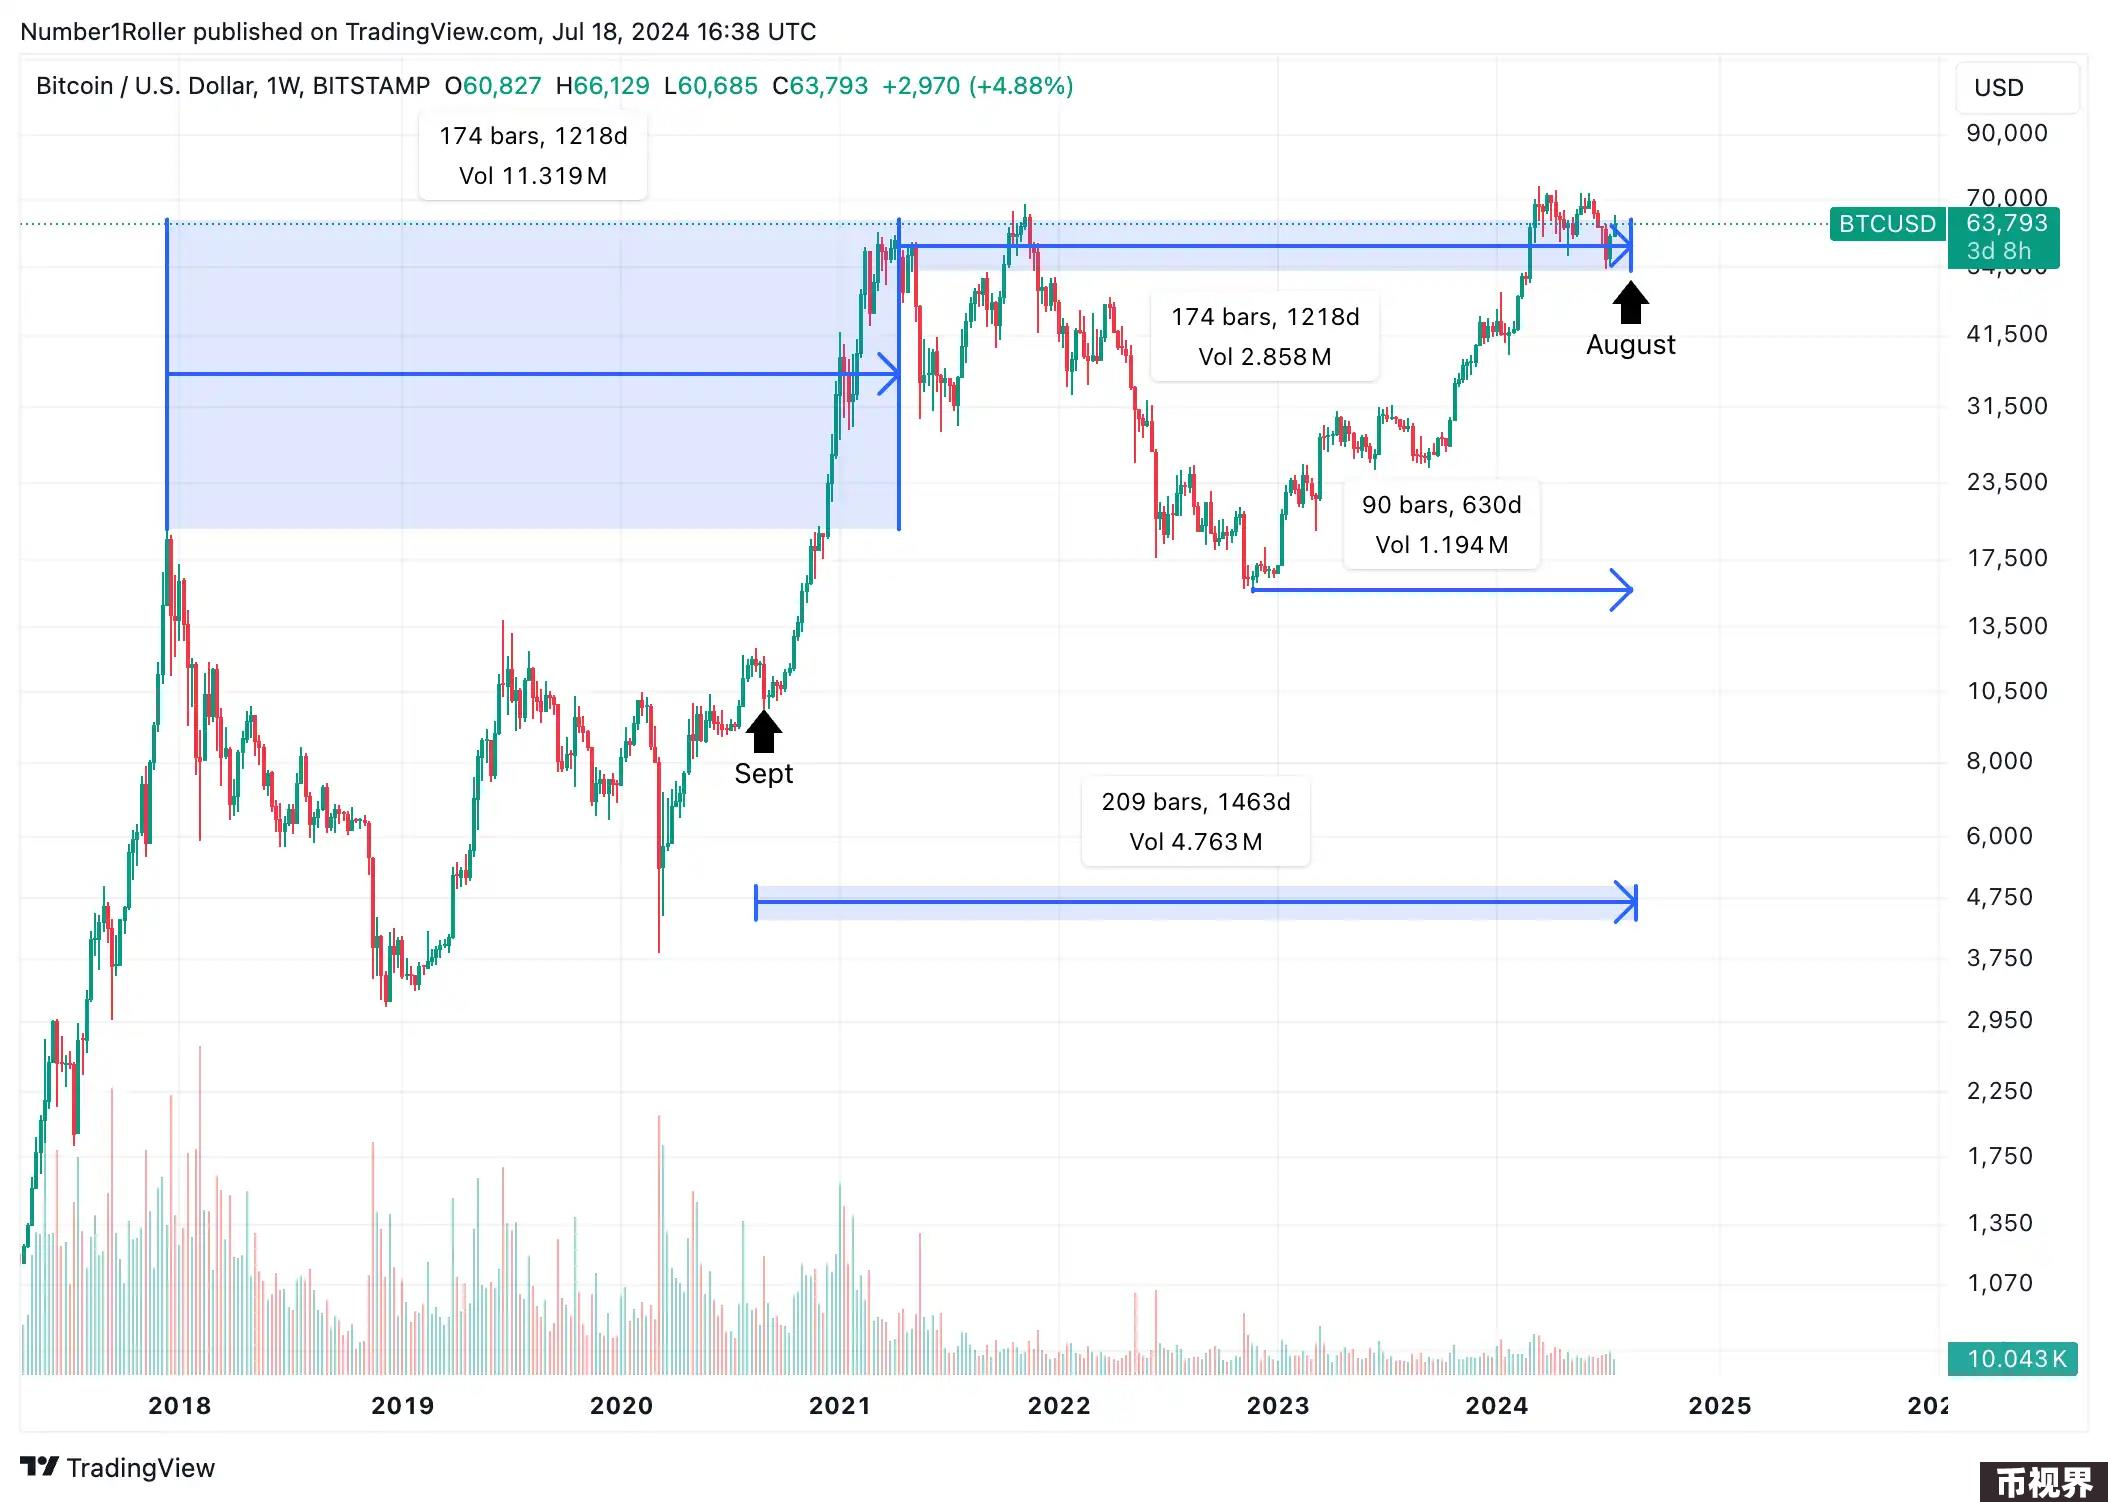 Number1Roller published on TradingView.com, Jul 18, 2024 16:38 UTC
Bitcoin / U.S. Dollar, 1W, BITSTAMP O60,827 H66,129 L60,685 C63,793 +2,970 (+4.88%)
USD
174 bars, 1218d
Vol 11.319M
90,000
70,000
BTCUSD 63,793
3d 8h
174 bars, 1218d
Vol 2.858M
August
41,500
31,500
90 bars, 630d
Vol 1.194M
23,500
17,500
13,500
10,500
Sept
8,000
209 bars, 1463d
Vol 4.763M
6,000
4,750
3,750
2,950
2,250
1,750
1,350
1,070
10.043K
2018 2019 2020 2021 2022 2023 2024 2025
TradingView
币视界